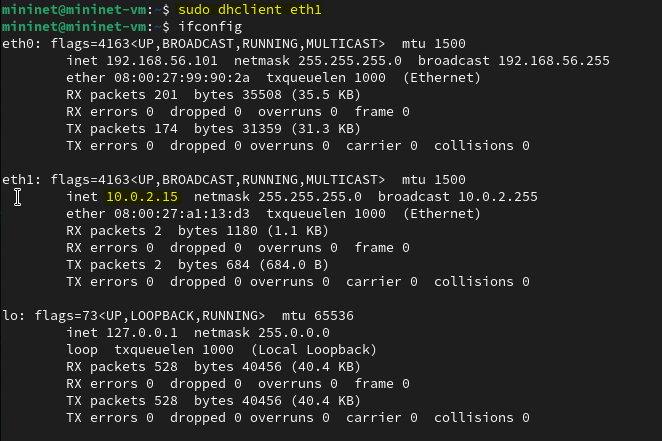 mininet@mininet-vm:~$ sudo dhclient eth1
mininet@mininet-vm:~$ ifconfig
eth0: flags=4163<UP,BROADCAST,RUNNING,MULTICAST>  mtu 1500
        inet 192.168.56.101  netmask 255.255.255.0  broadcast 192.168.56.255
        ether 08:00:27:99:90:2a  txqueuelen 1000  (Ethernet)
        RX packets 201  bytes 35508 (35.5 KB)
        RX errors 0  dropped 0  overruns 0  frame 0
        TX packets 174  bytes 31359 (31.3 KB)
        TX errors 0  dropped 0 overruns 0  carrier 0  collisions 0
eth1: flags=4163<UP,BROADCAST,RUNNING,MULTICAST>  mtu 1500
        inet 10.0.2.15  netmask 255.255.255.0  broadcast 10.0.2.255
        ether 08:00:27:a1:13:d3  txqueuelen 1000  (Ethernet)
        RX packets 2  bytes 1180 (1.1 KB)
        RX errors 0  dropped 0  overruns 0  frame 0
        TX packets 2  bytes 684 (684.0 B)
        TX errors 0  dropped 0 overruns 0  carrier 0  collisions 0
lo: flags=73<UP,LOOPBACK,RUNNING>  mtu 65536
        inet 127.0.0.1  netmask 255.0.0.0
        loop  txqueuelen 1000  (Local Loopback)
        RX packets 528  bytes 40456 (40.4 KB)
        RX errors 0  dropped 0  overruns 0  frame 0
        TX packets 528  bytes 40456 (40.4 KB)
        TX errors 0  dropped 0 overruns 0  carrier 0  collisions 0